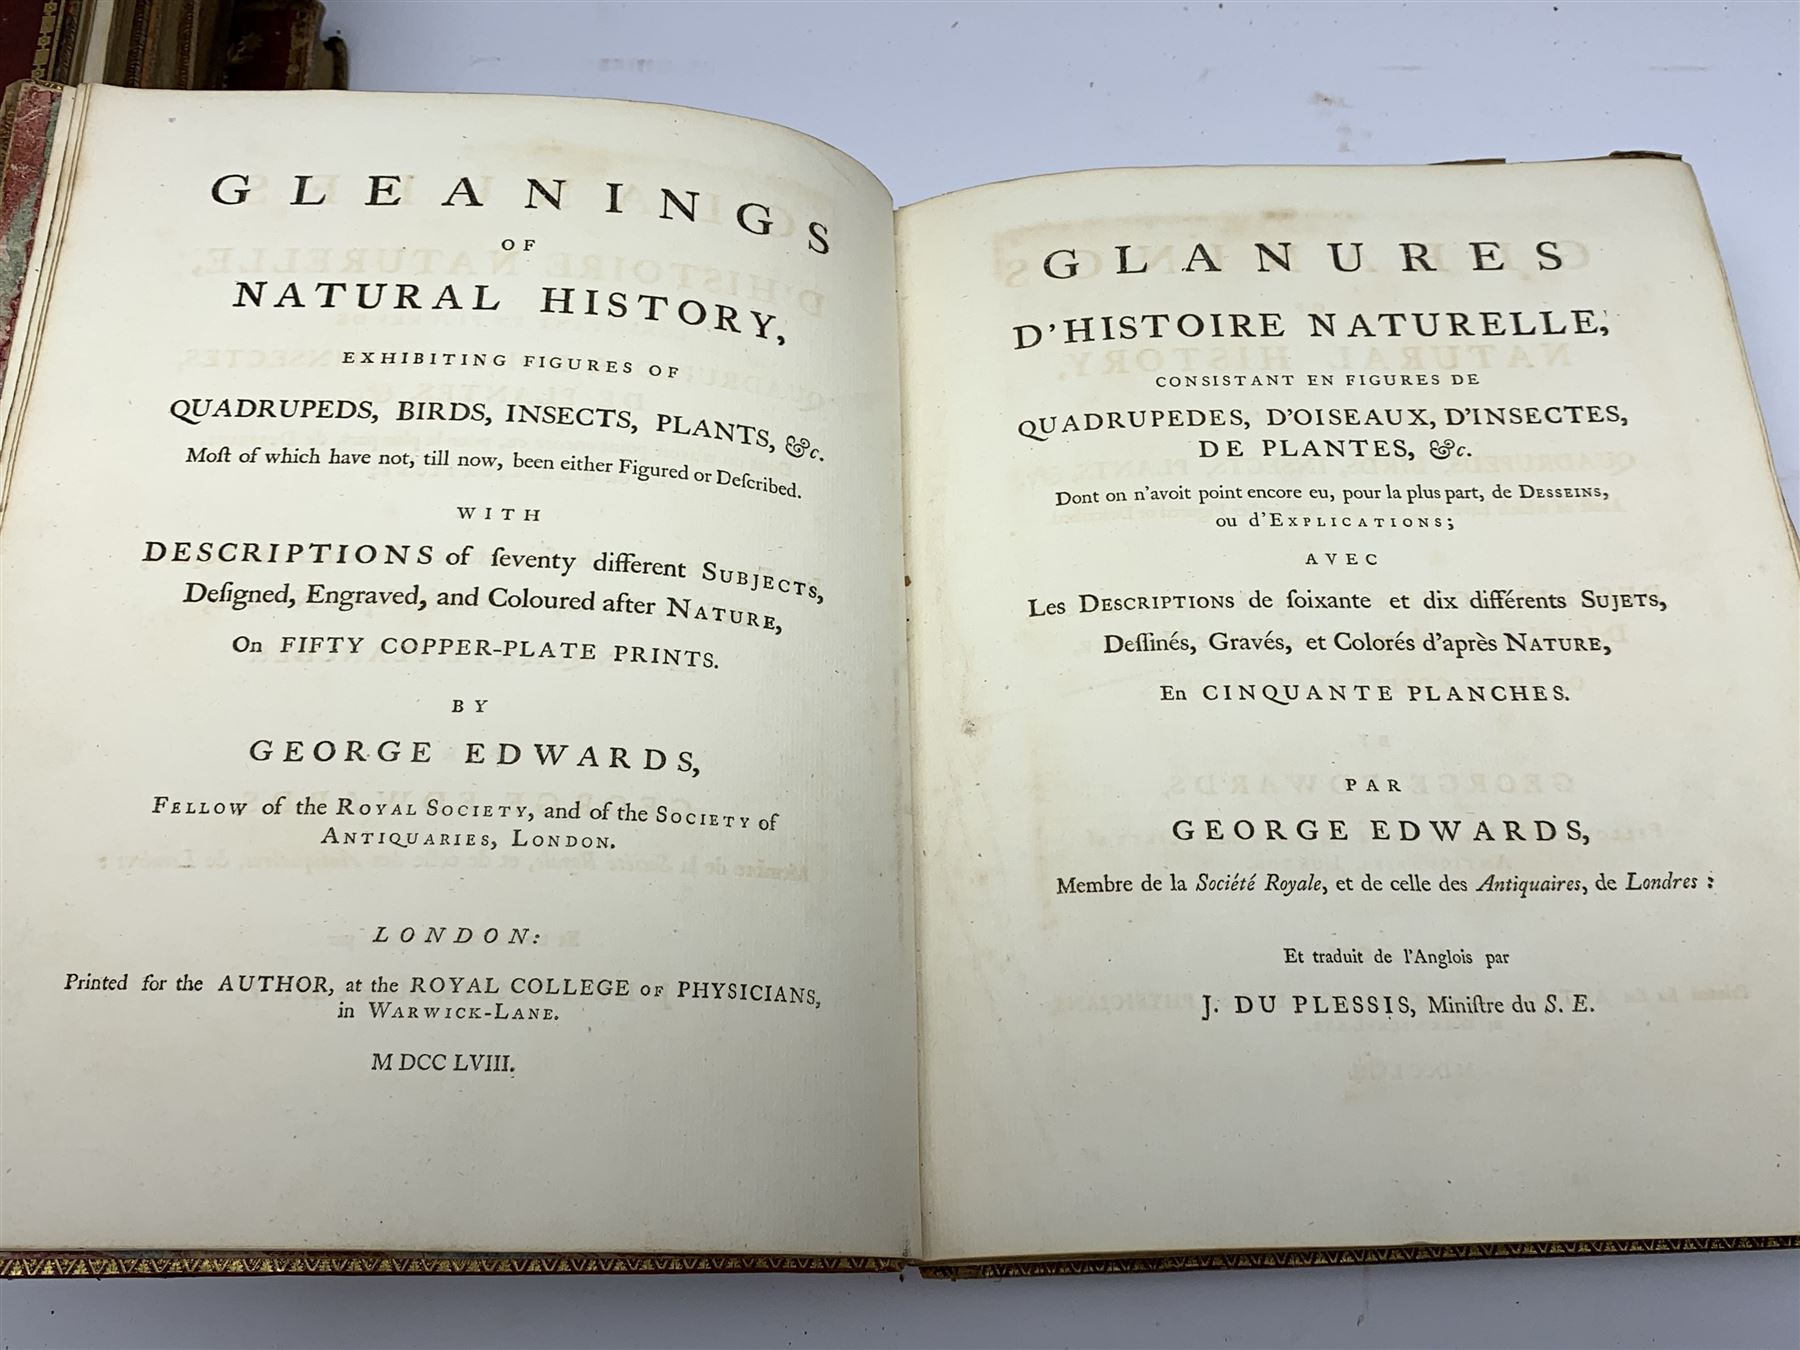 GLEANINGS
OF
NATURAL HISTORY,
EXHIBITING FIGURES OF
QUADRUPEDS, BIRDS, INSECTS, PLANTS, &c.
Moſt of which have not, till now, been either Figured or Deſcribed.
WITH
DESCRIPTIONS of ſeventy different SUBJECTS,
Deſigned, Engraved, and Coloured after NATURE,
On FIFTY COPPER-PLATE PRINTS.
BY
GEORGE EDWARDS,
FELLOW of the ROYAL SOCIETY, and of the SOCIETY of
ANTIQUARIES, LONDON.
LONDON:
Printed for the AUTHOR, at the ROYAL COLLEGE OF PHYSICIANS,
in WARWICK-LANE.
MDCCLVIII.
GLANURES
D'HISTOIRE NATURELLE,
CONSISTANT EN FIGURES DE
QUADRUPEDES, D'OISEAUX, D'INSECTES,
DE PLANTES, &c.
Dont on n'avoit point encore eu, pour la plus part, de DESSEINS,
ou d'EXPLICATIONS;
AVEC
Les DESCRIPTIONS de ſoixante et dix différents SUJETS,
Deſſinés, Gravés, et Colorés d'après NATURE,
En CINQUANTE PLANCHES.
PAR
GEORGE EDWARDS,
Membre de la Société Royale, et de celle des Antiquaires, de Londres:
Et traduit de l'Anglois par
J. DU PLESSIS, Miniſtre du S. E.